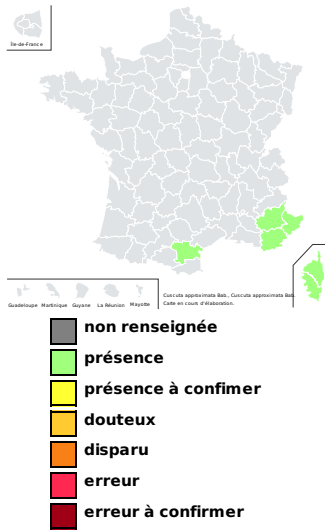 Île-de-France
Guadeloupe Martinique Guyane La Réunion Mayotte
Cuscuta approximata Bab., Cuscuta approximata Bab.
Carte en cours d'élaboration.
non renseignée
présence
présence à confimer
douteux
disparu
erreur
erreur à confirmer